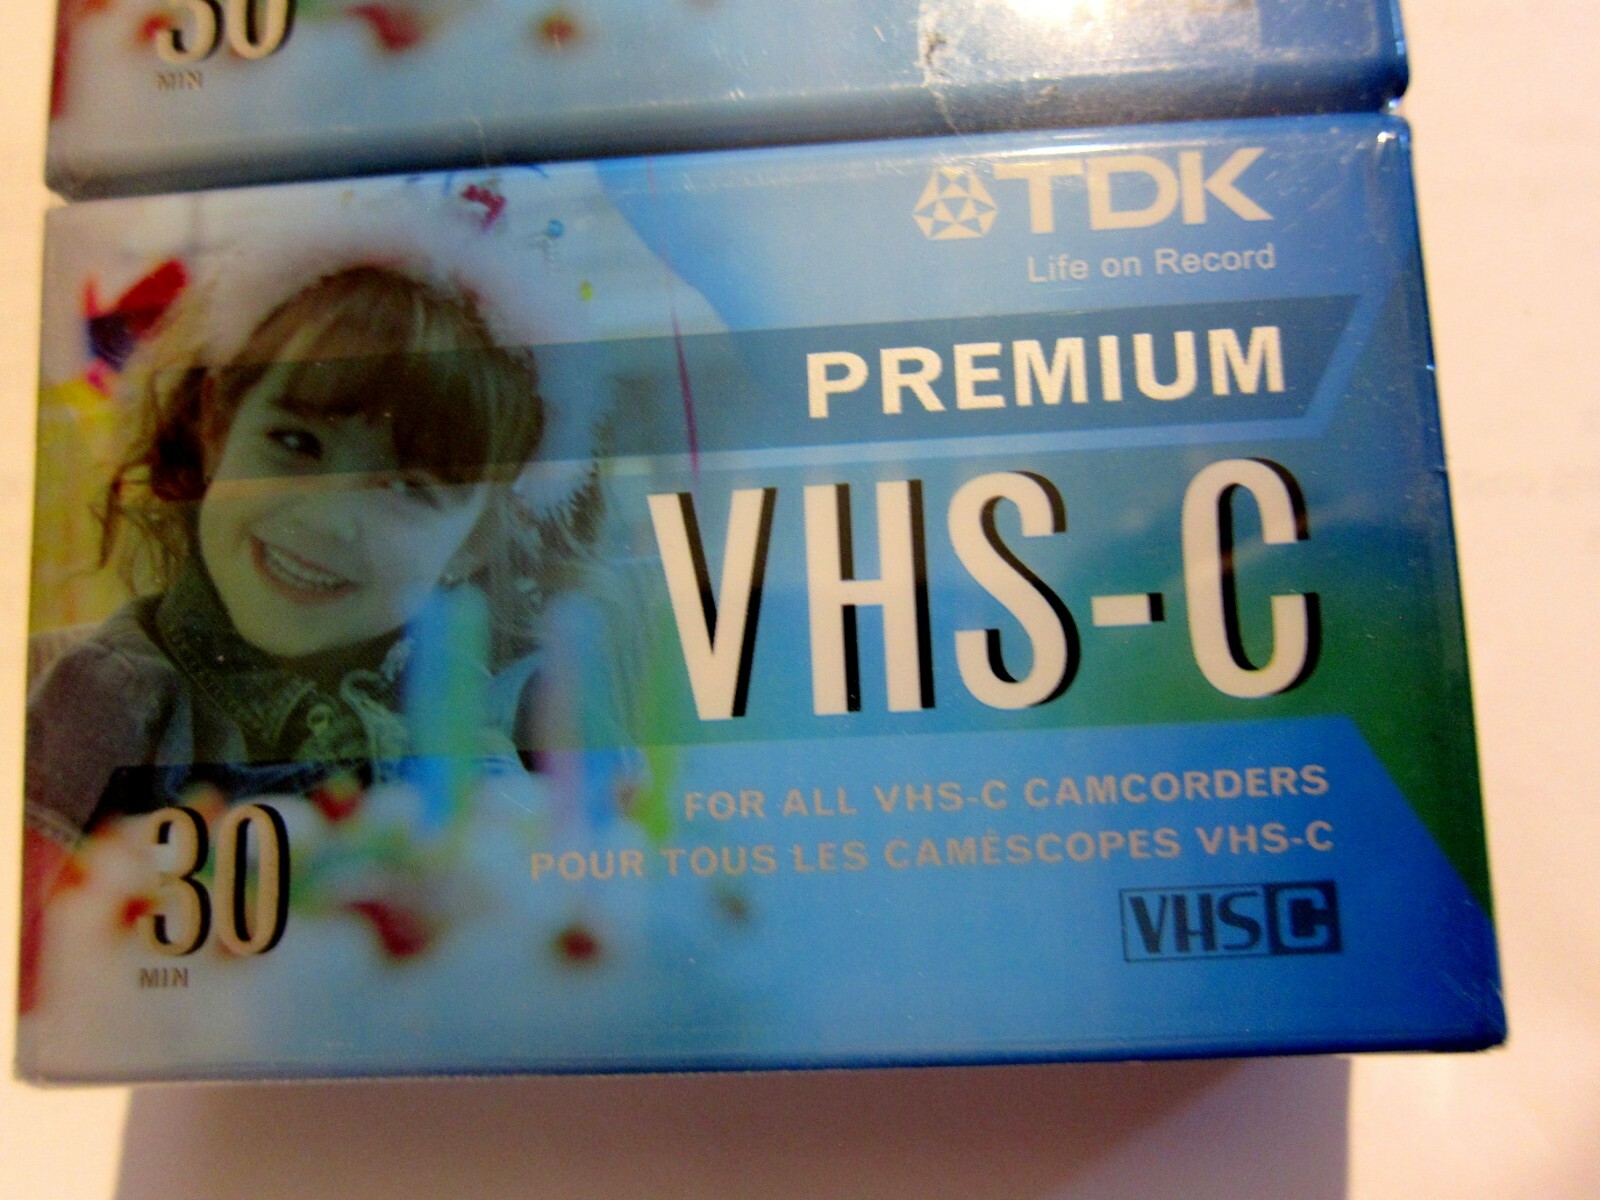 30
MIN
TDK
Life on Record
PREMIUM
VHS-C
FOR ALL VHS-C CAMCORDERS
POUR TOUS LES CAMÉSCOPES VHS-C
VHS C
30
MIN